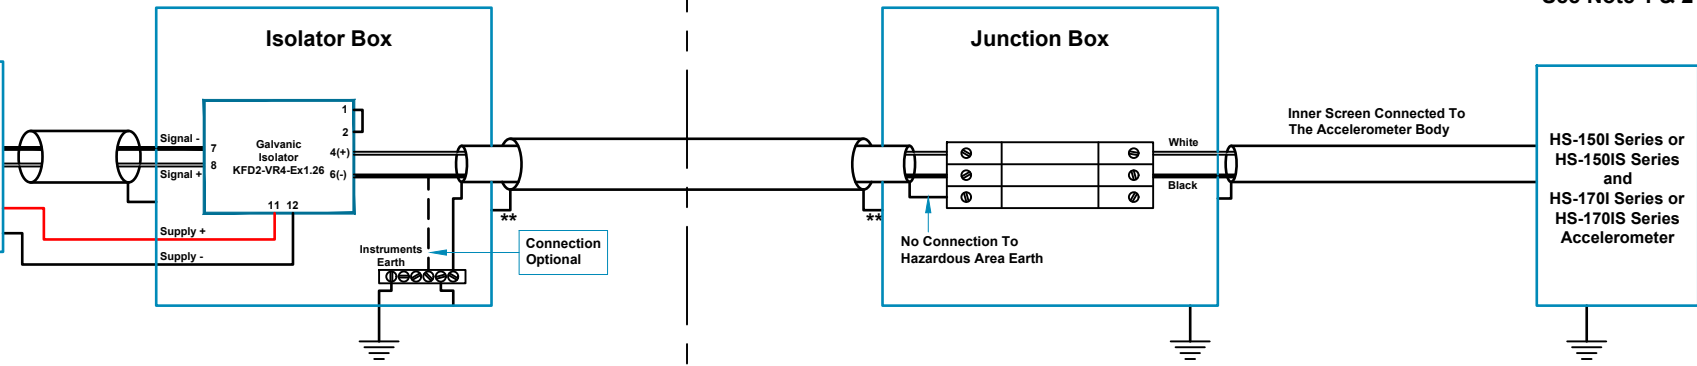 Isolator Box
Junction Box
Signal -
Signal +
7
8
Galvanic
Isolator
KFD2-VR4-Ex1.26
1
2
4(+)
6(-)
11 12
Supply +
Supply -
Instruments
Earth
**
Connection
Optional
**
No Connection To
Hazardous Area Earth
White
Black
Inner Screen Connected To
The Accelerometer Body
HS-150I Series or
HS-150IS Series
and
HS-170I Series or
HS-170IS Series
Accelerometer